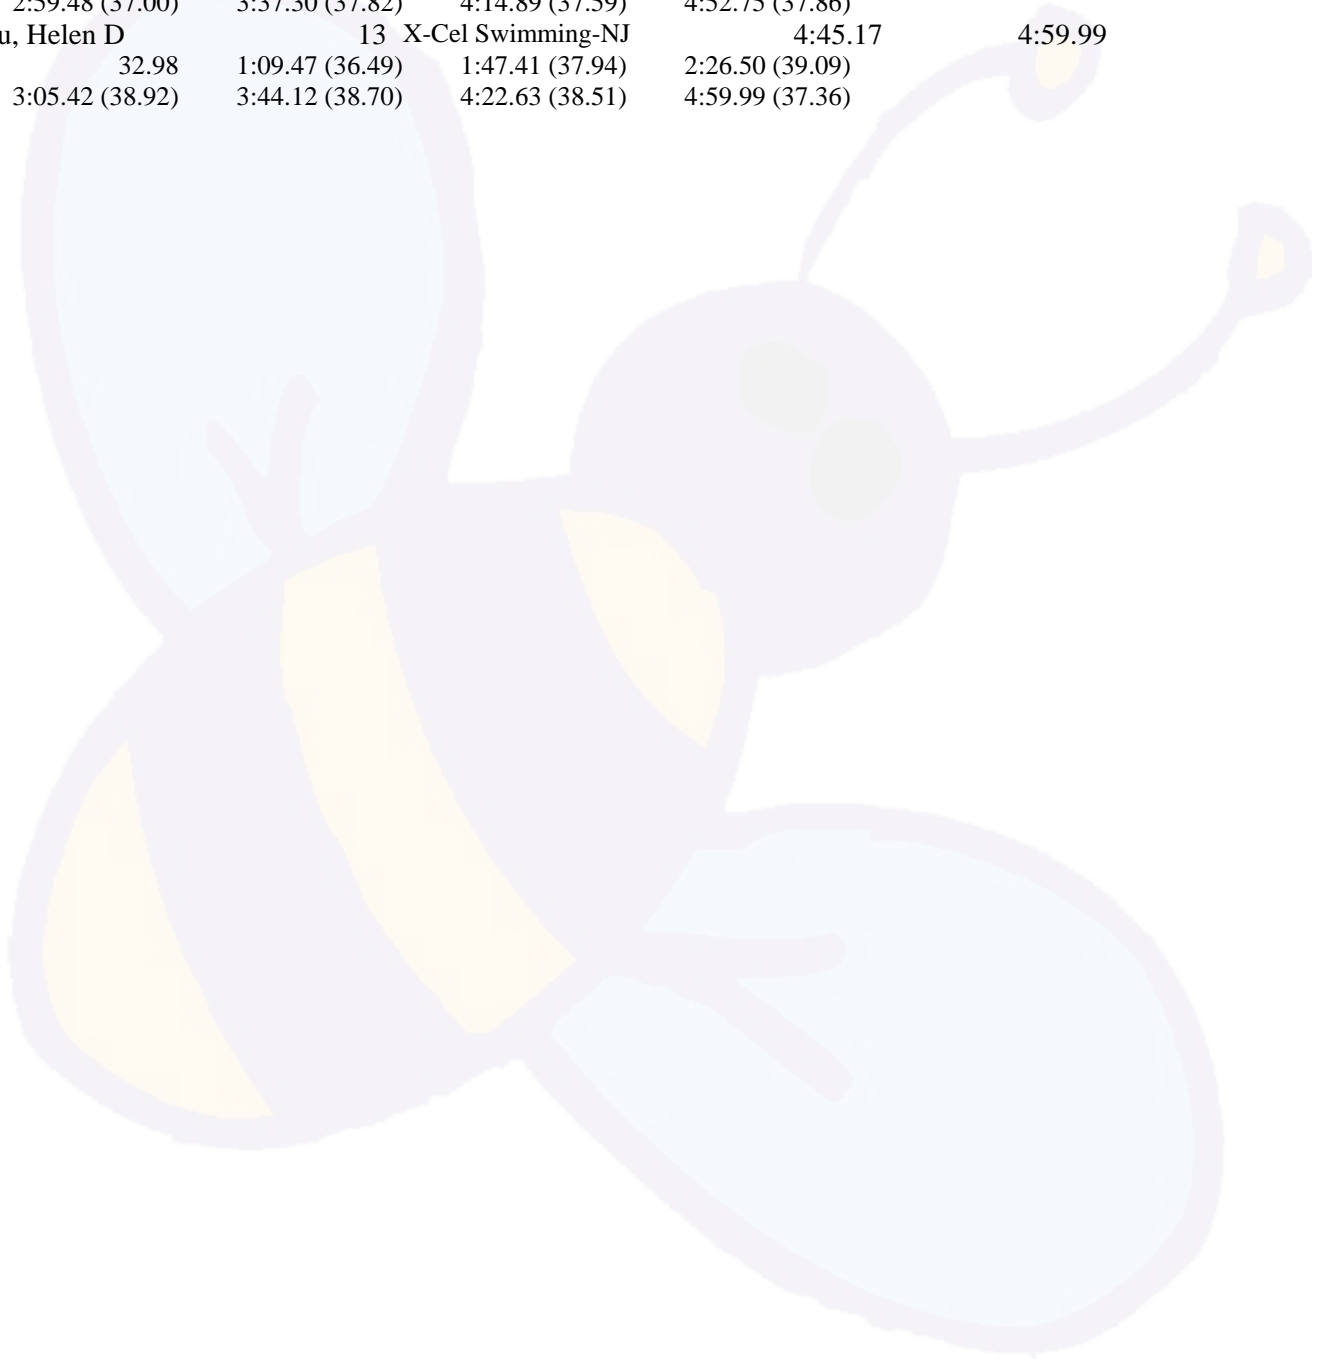 2:59.48 (37.00) 3:37.30 (37.82) 4:14.89 (37.59) 4:52.75 (37.86)
u, Helen D 13 X-Cel Swimming-NJ 4:45.17 4:59.99
32.98 1:09.47 (36.49) 1:47.41 (37.94) 2:26.50 (39.09)
3:05.42 (38.92) 3:44.12 (38.70) 4:22.63 (38.51) 4:59.99 (37.36)